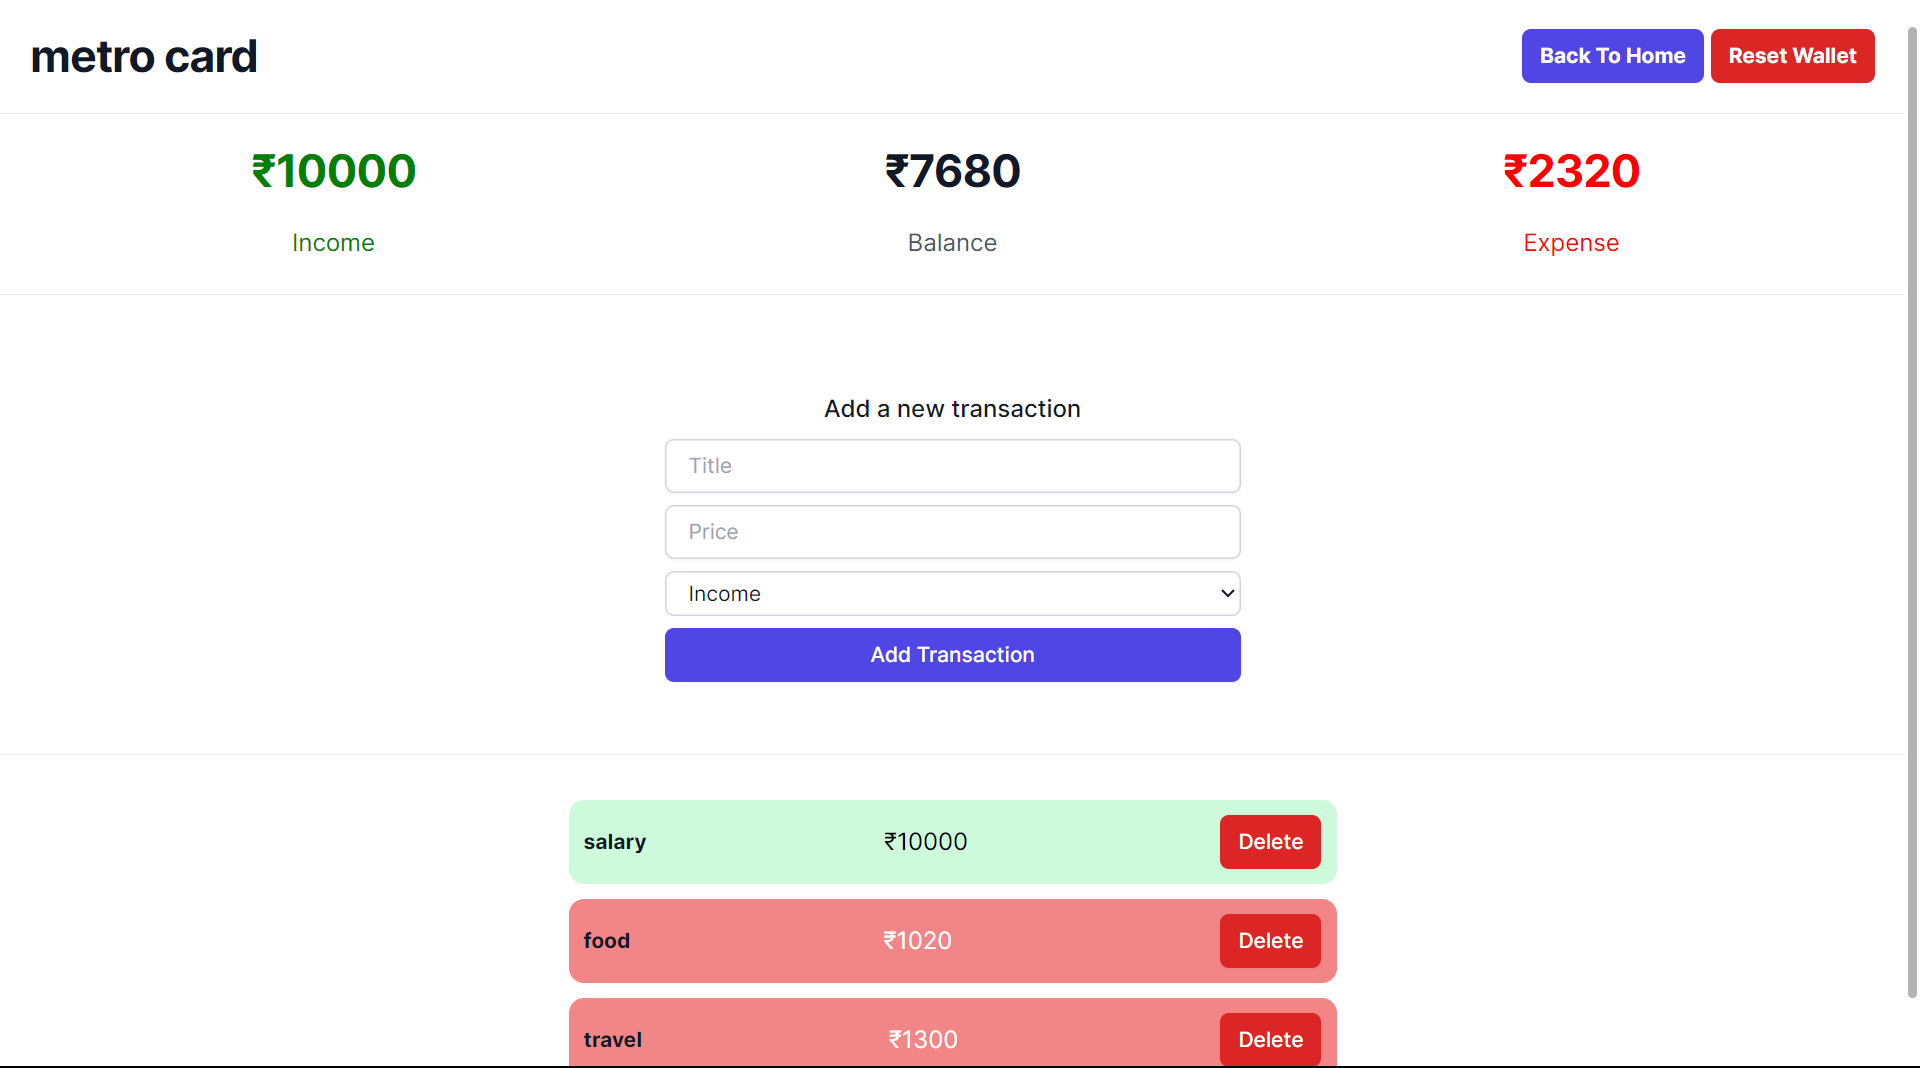 metro card
Back To Home
Reset Wallet
₹10000
₹7680
₹2320
Income
Balance
Expense
Add a new transaction
Title
Price
Income
Add Transaction
salary ₹10000 Delete
food ₹1020 Delete
travel ₹1300 Delete